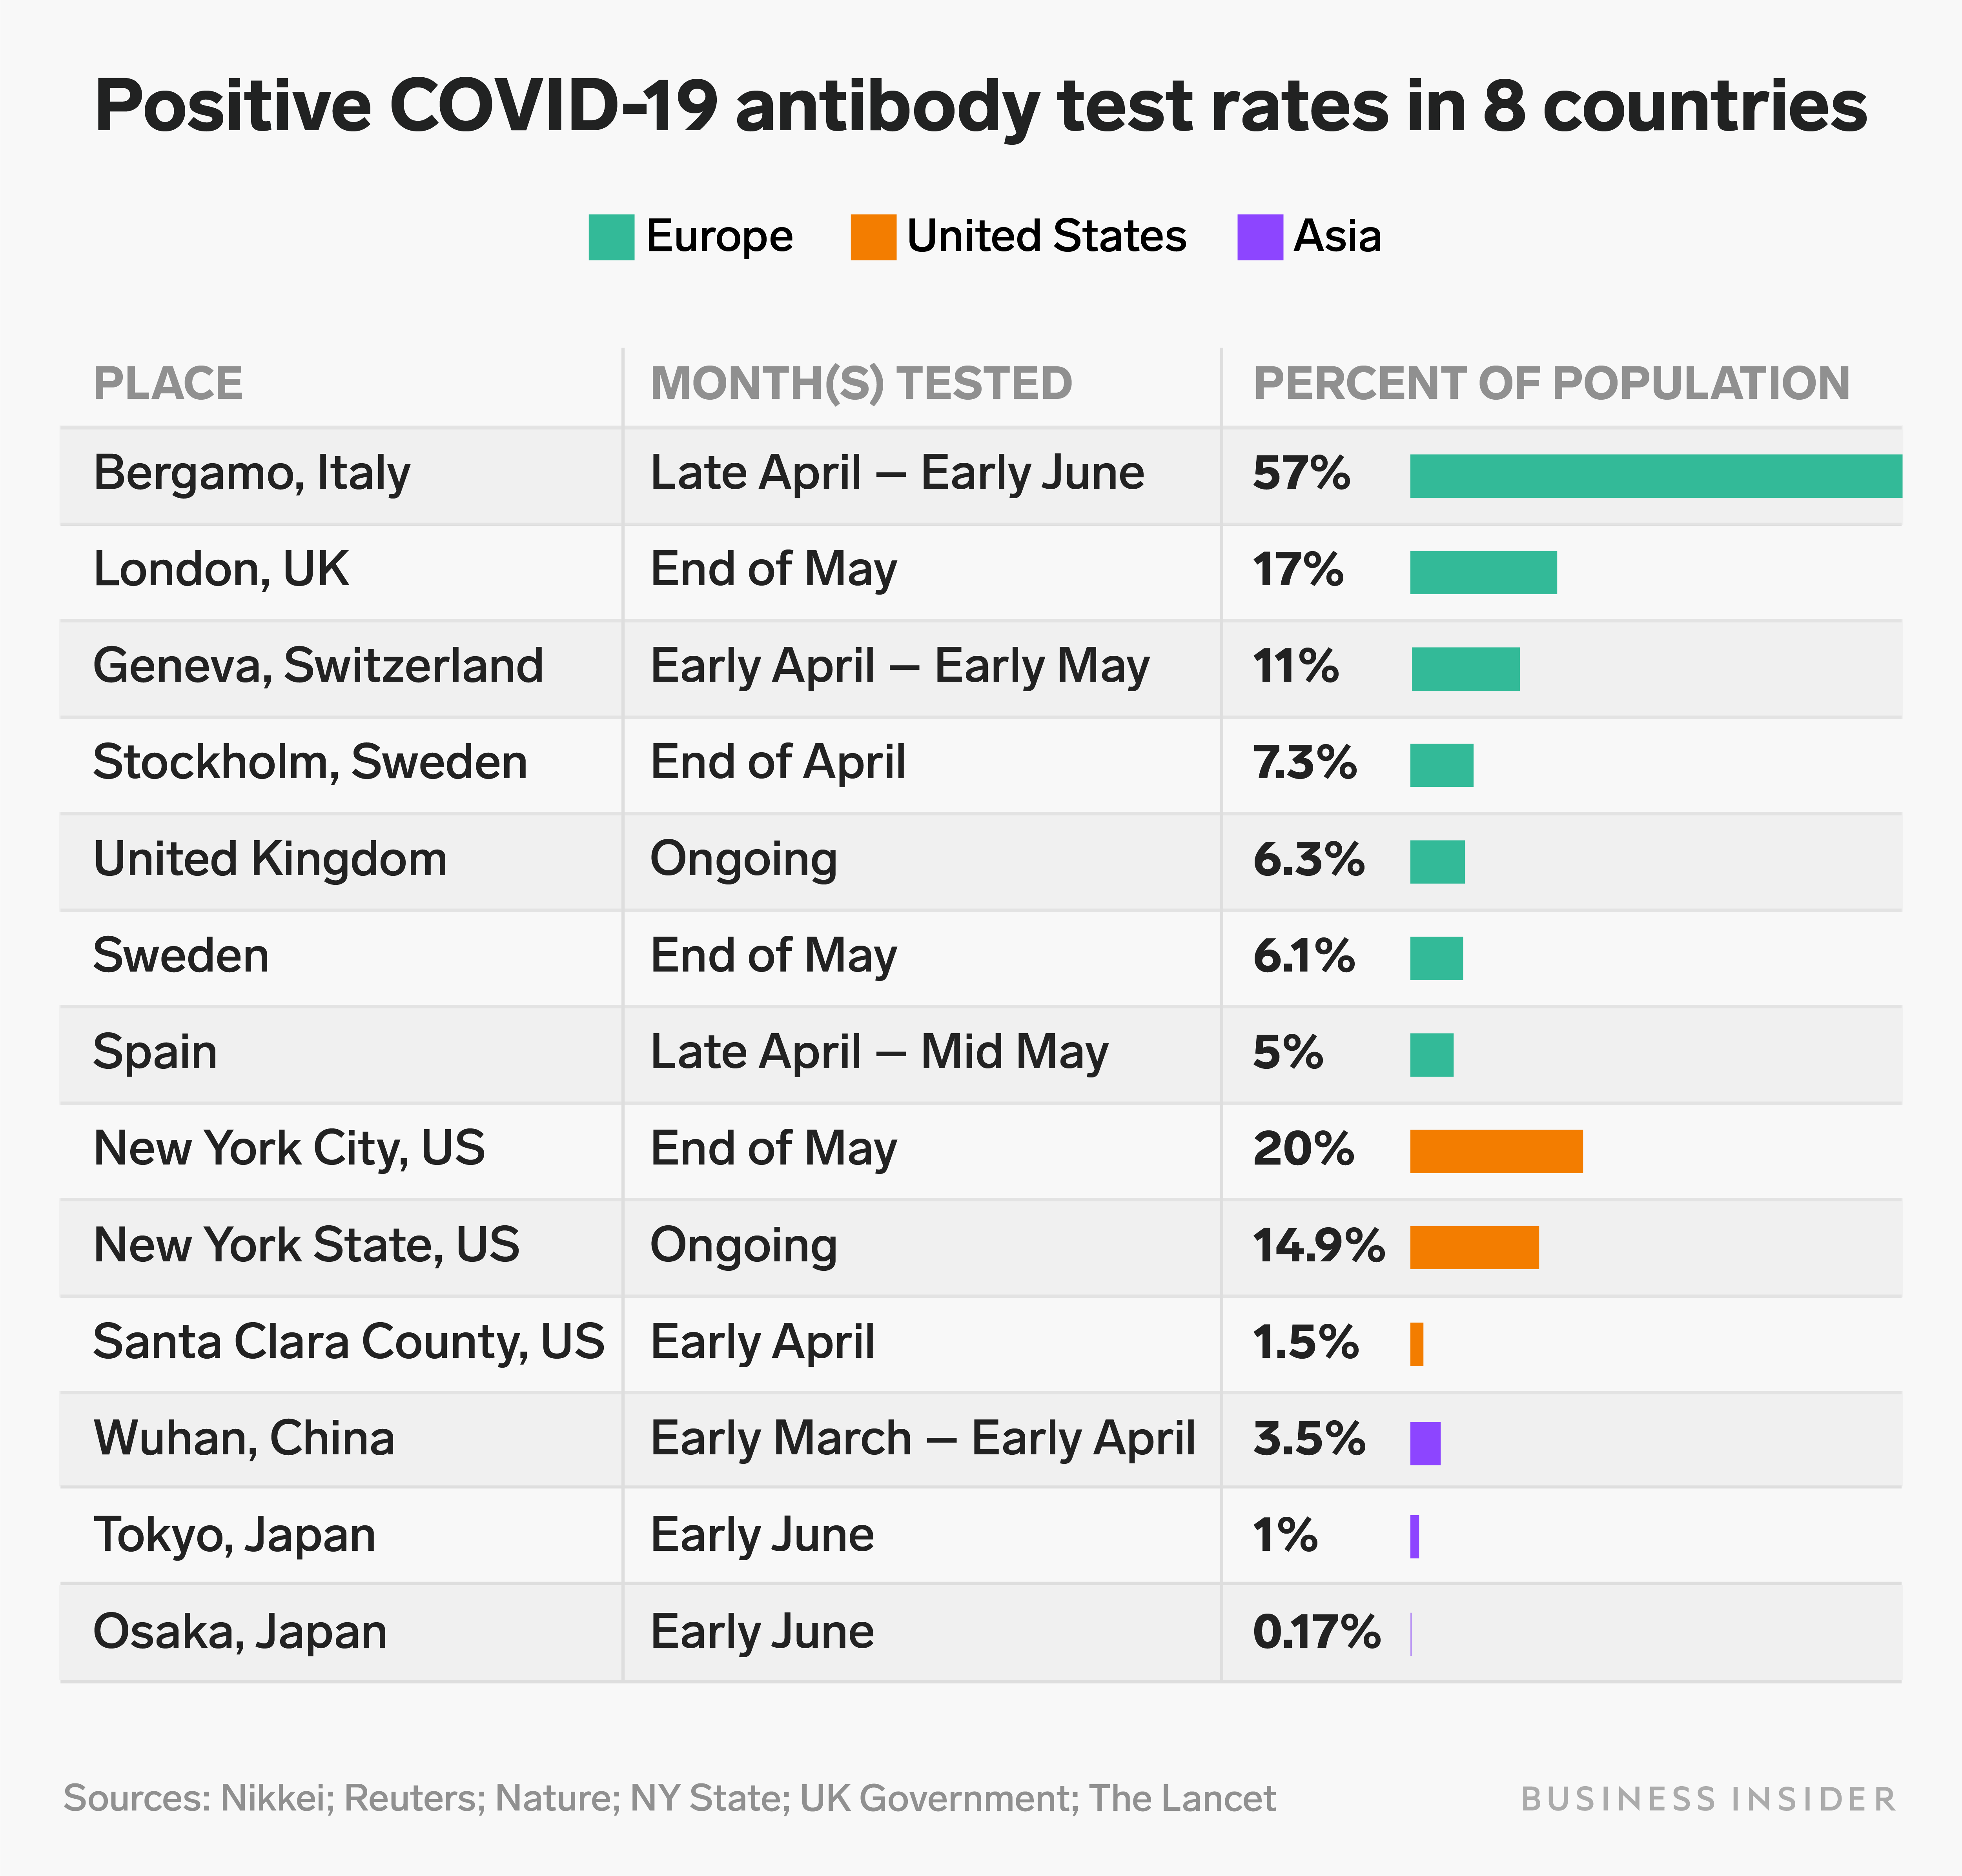 Positive COVID-19 antibody test rates in 8 countries
Europe United States Asia
PLACE MONTH(S) TESTED PERCENT OF POPULATION
Bergamo, Italy Late April – Early June 57%
London, UK End of May 17%
Geneva, Switzerland Early April – Early May 11%
Stockholm, Sweden End of April 7.3%
United Kingdom Ongoing 6.3%
Sweden End of May 6.1%
Spain Late April – Mid May 5%
New York City, US End of May 20%
New York State, US Ongoing 14.9%
Santa Clara County, US Early April 1.5%
Wuhan, China Early March – Early April 3.5%
Tokyo, Japan Early June 1%
Osaka, Japan Early June 0.17%
Sources: Nikkei; Reuters; Nature; NY State; UK Government; The Lancet BUSINESS INSIDER